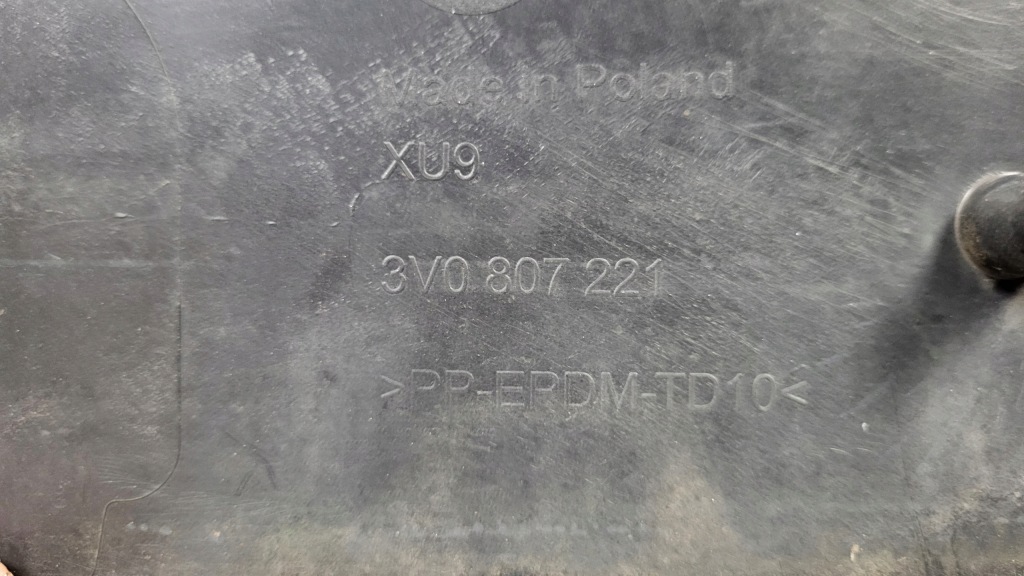 Made in Poland
XU9
3V0 807 221
>PP-EPDM-TD10<